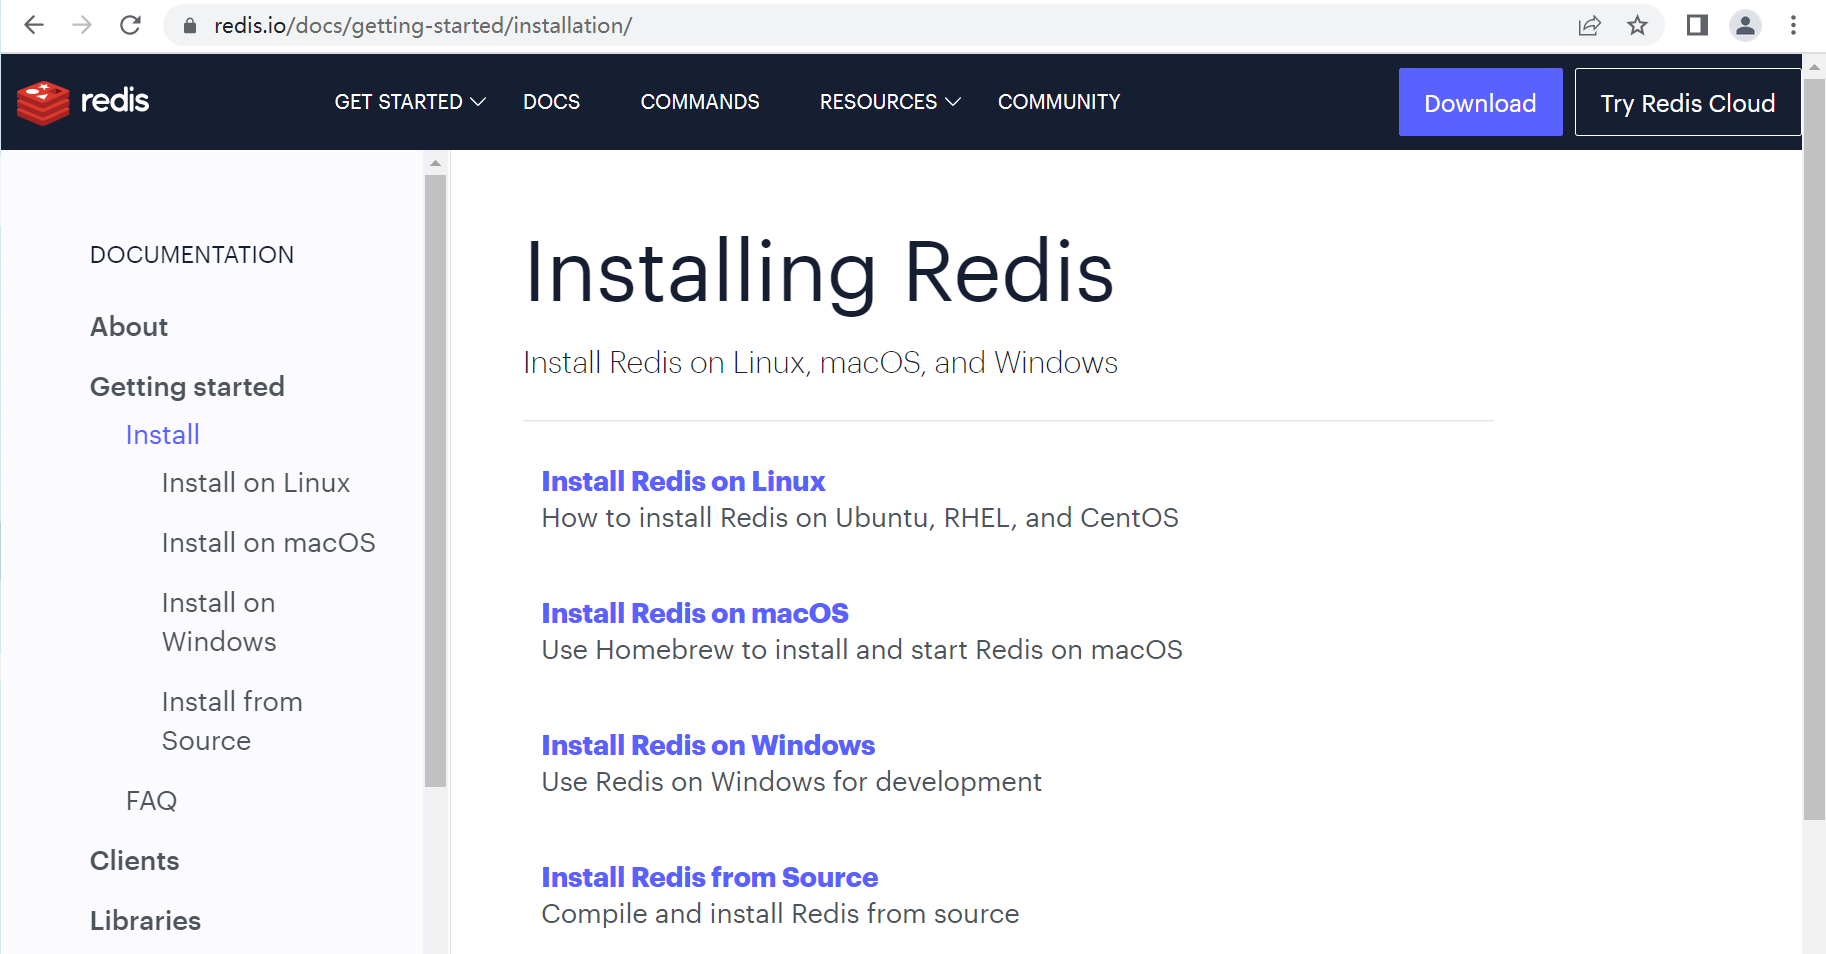 redis.io/docs/getting-started/installation/
redis
GET STARTED
DOCS
COMMANDS
RESOURCES
COMMUNITY
Download
Try Redis Cloud
DOCUMENTATION
About
Getting started
Install
Install on Linux
Install on macOS
Install on
Windows
Install from
Source
FAQ
Clients
Libraries
Installing Redis
Install Redis on Linux, macOS, and Windows
Install Redis on Linux
How to install Redis on Ubuntu, RHEL, and CentOS
Install Redis on macOS
Use Homebrew to install and start Redis on macOS
Install Redis on Windows
Use Redis on Windows for development
Install Redis from Source
Compile and install Redis from source